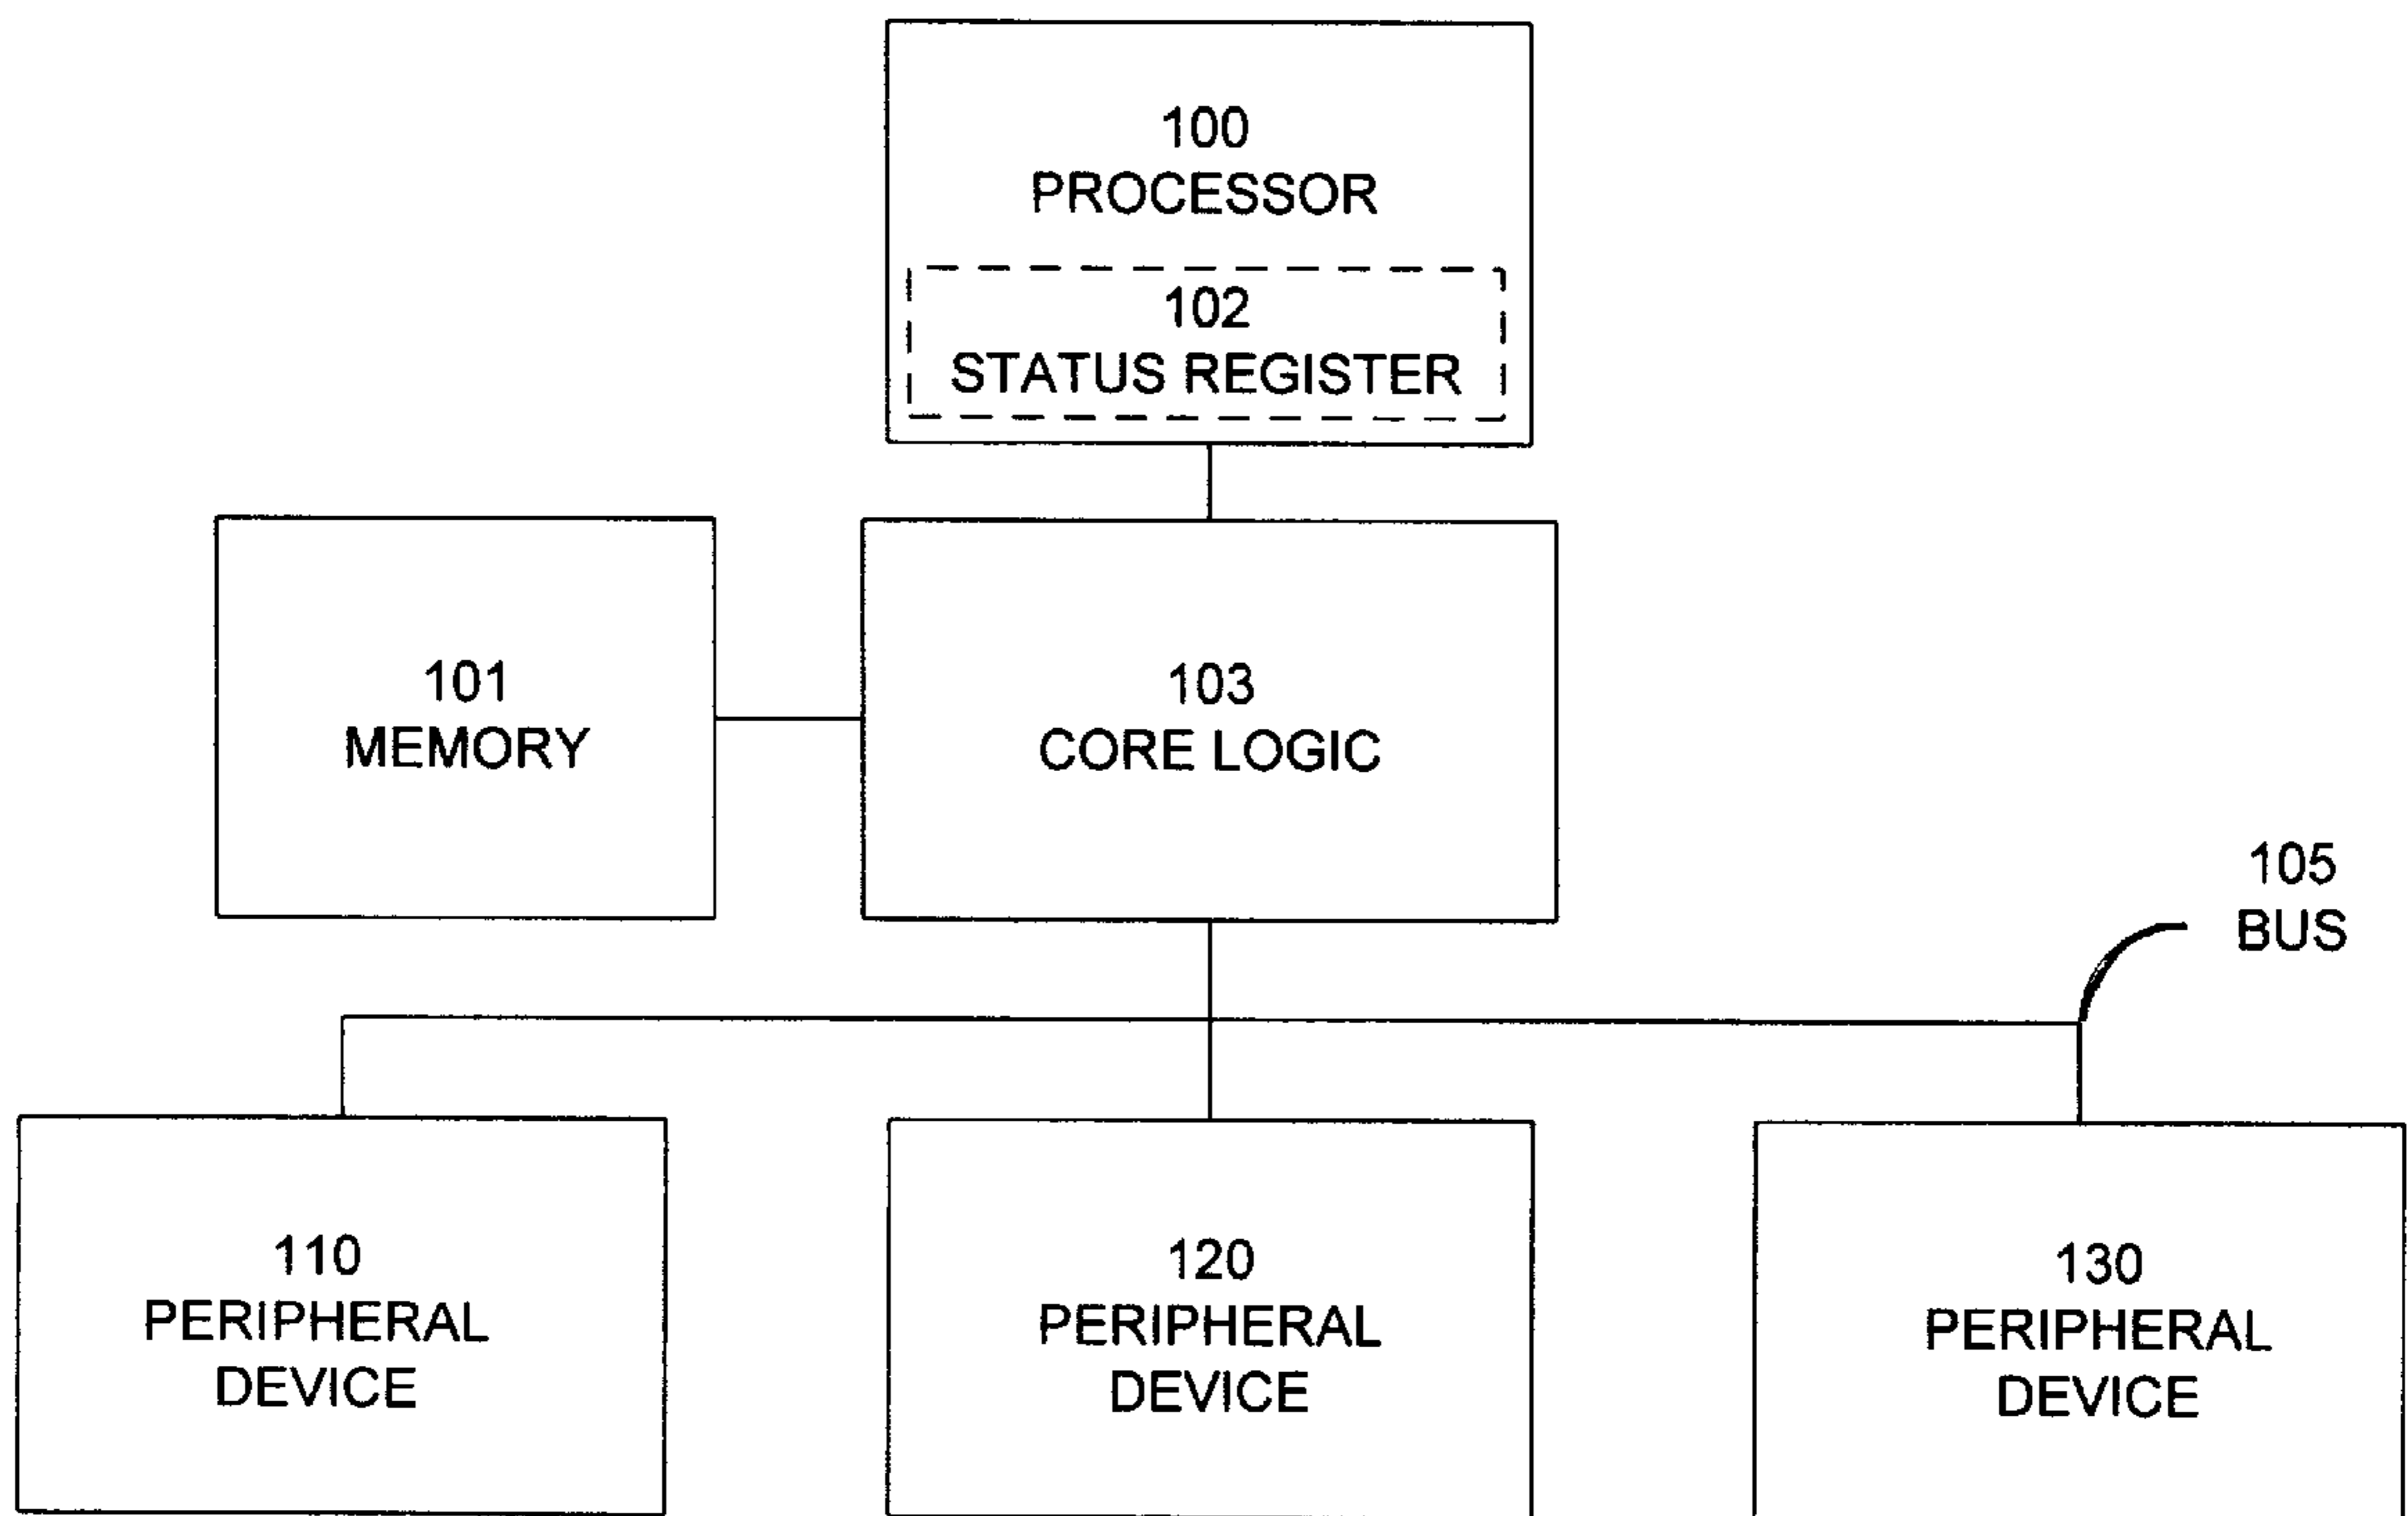 100
PROCESSOR
102
STATUS REGISTER
101
MEMORY
103
CORE LOGIC
105
BUS
110
PERIPHERAL
DEVICE
120
PERIPHERAL
DEVICE
130
PERIPHERAL
DEVICE